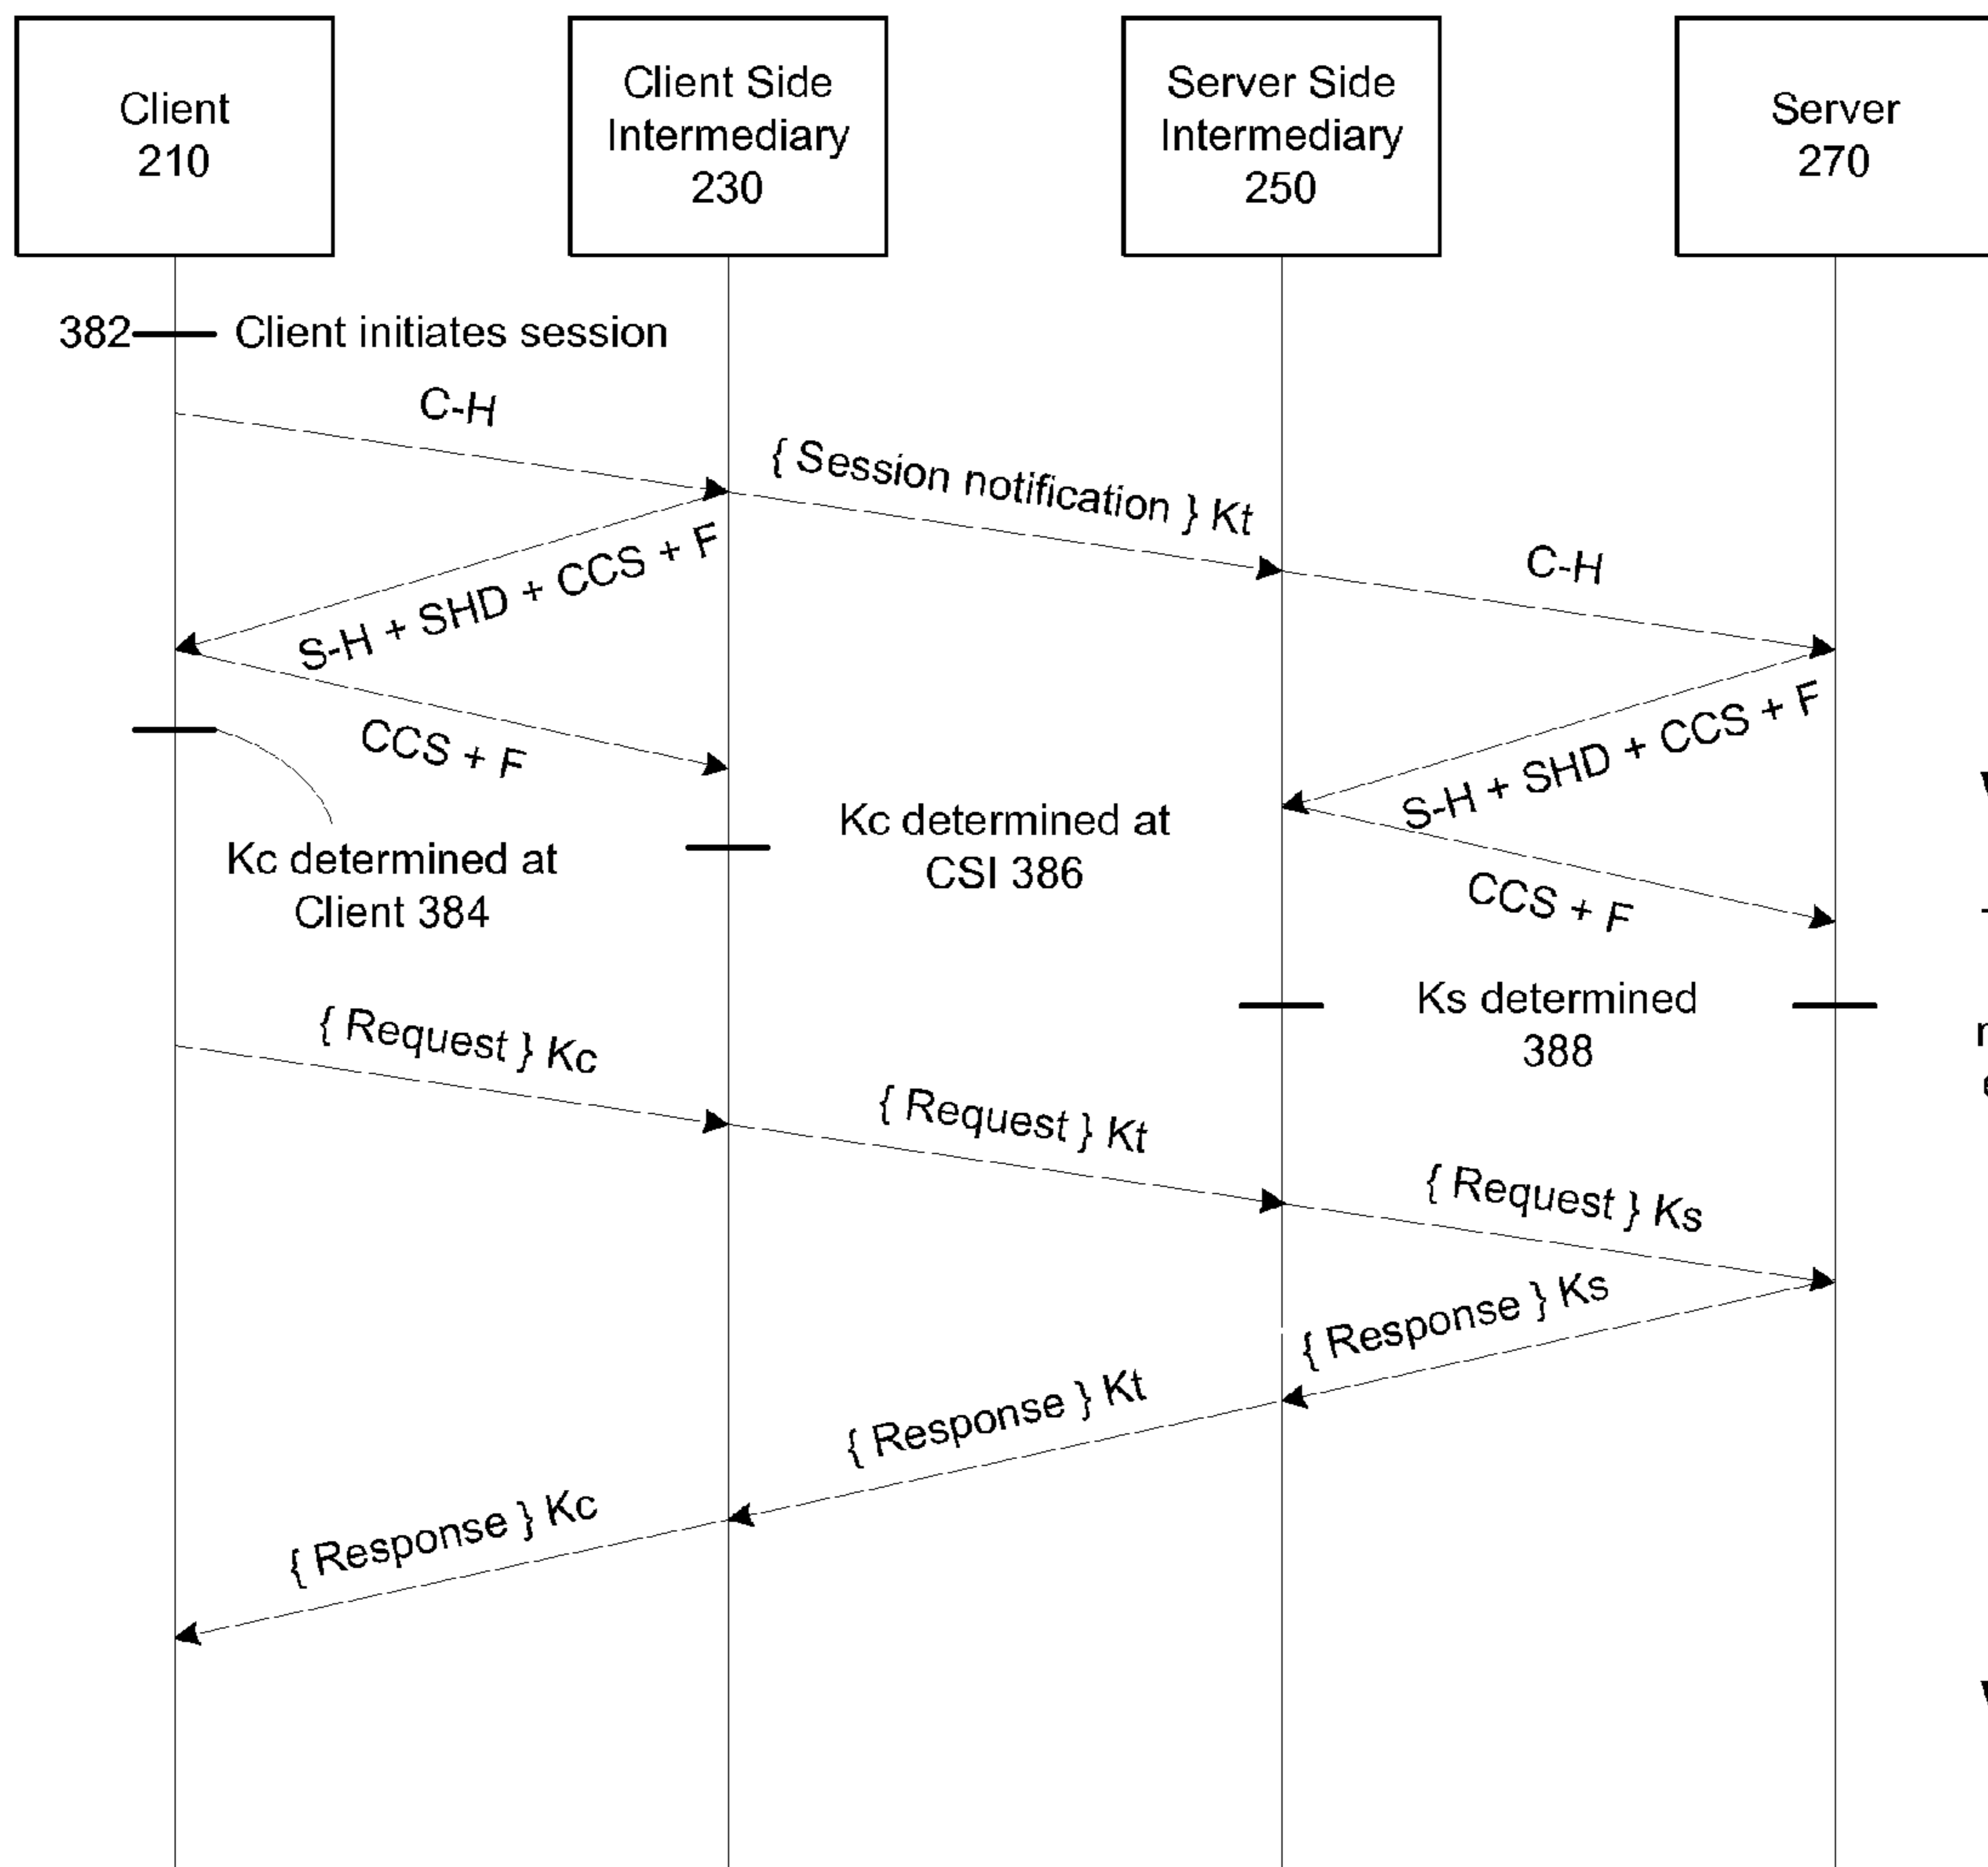 Client
210
Client Side
Intermediary
230
Server Side
Intermediary
250
Server
270
382
Client initiates session
C-H
{ Session notification } Kt
C-H
S-H + SHD + CCS + F
CCS + F
S-H + SHD + CCS + F
CCS + F
Kc determined at
Client 384
Kc determined at
CSI 386
Ks determined
388
{ Request } Kc
{ Request } Kt
{ Request } Ks
{ Response } Ks
{ Response } Kt
{ Response } Kc